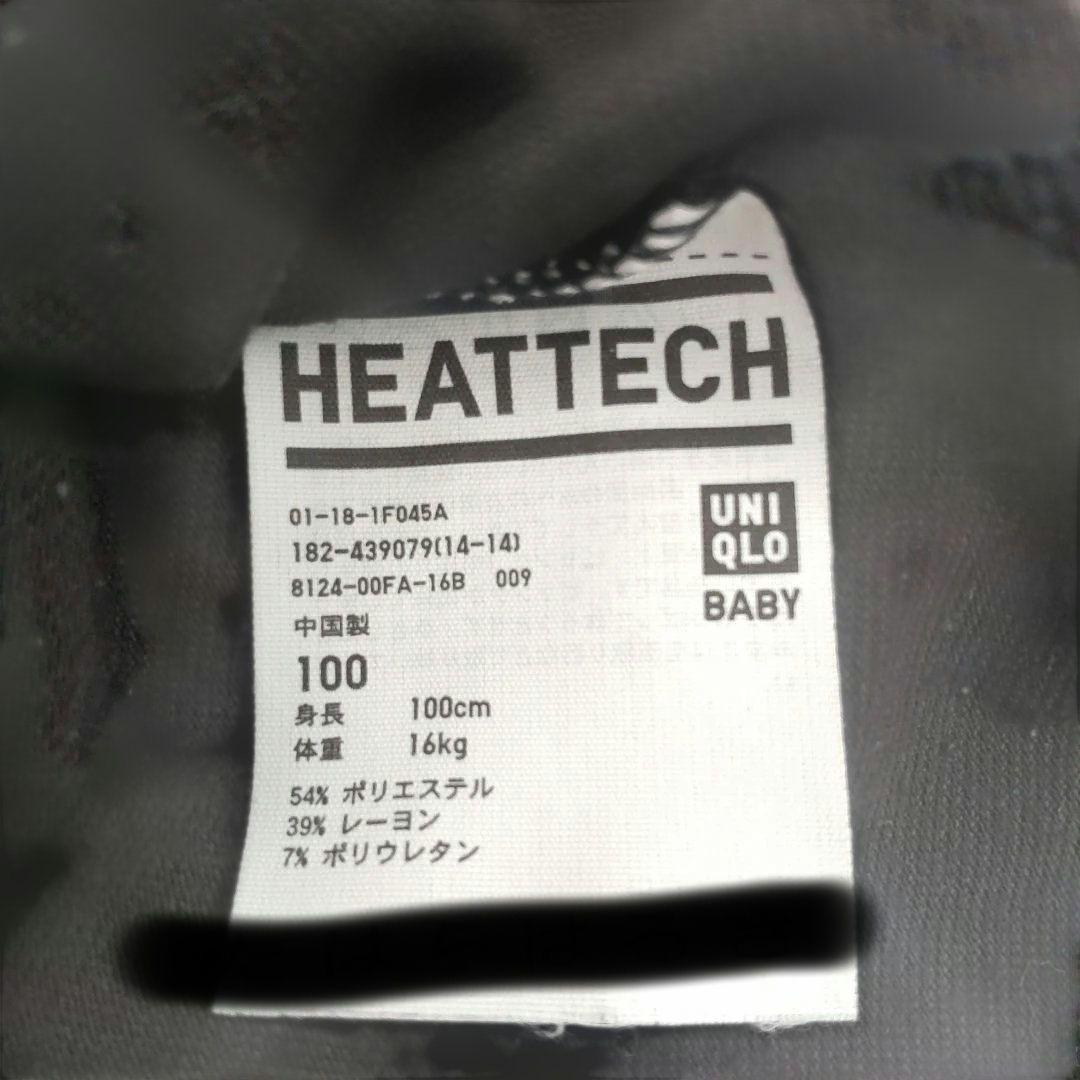 HEATTECH
01-18-1F045A
182-439079(14-14)
8124-00FA-16B 009
中国製
100
身長 100cm
体重 16kg
54% ポリエステル
39% レーヨン
7% ポリウレタン
UNI
QLO
BABY